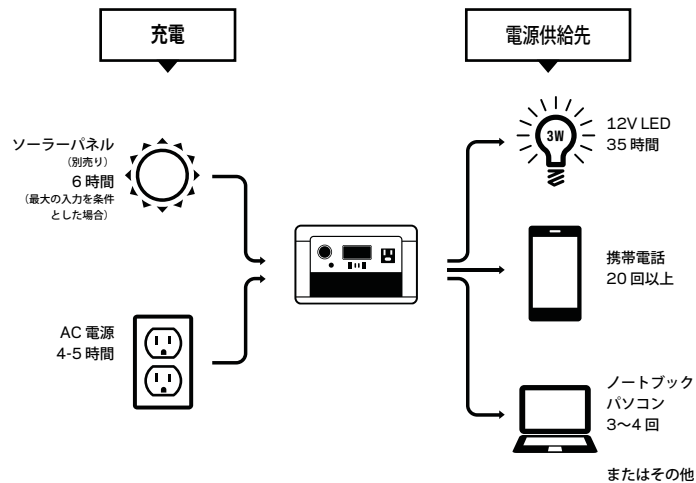 充電
電源供給先
ソーラーパネル
（別売り）
6 時間
（最大の入力を条件
とした場合）
AC 電源
4-5 時間
3W
12V LED
35 時間
携帯電話
20 回以上
ノートブック
パソコン
3〜4 回
またはその他